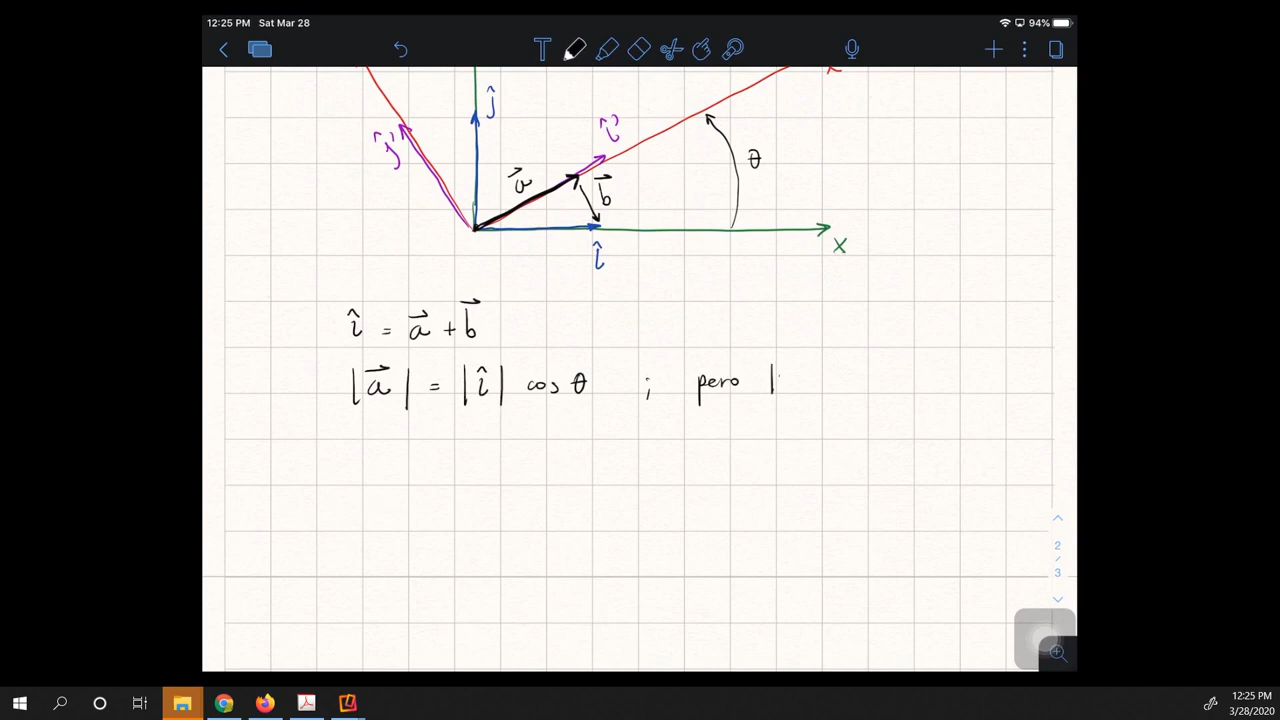 12:25 PM Sat Mar 28
94%
T
ĵ
î'
ĵ'
θ
a⃗
b⃗
î
x
î = a⃗ + b⃗
|a⃗| = |î| cos θ ; pero |
2
/
3
12:25 PM
3/28/2020